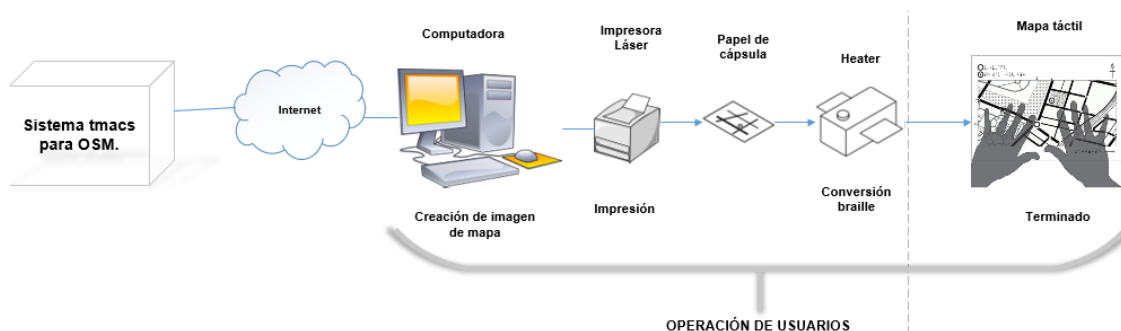 Sistema tmacs
para OSM.
Internet
Computadora
Creación de imagen
de mapa
Impresora
Láser
Impresión
Papel de
cápsula
Heater
Conversión
braille
Mapa táctil
Terminado
OPERACIÓN DE USUARIOS